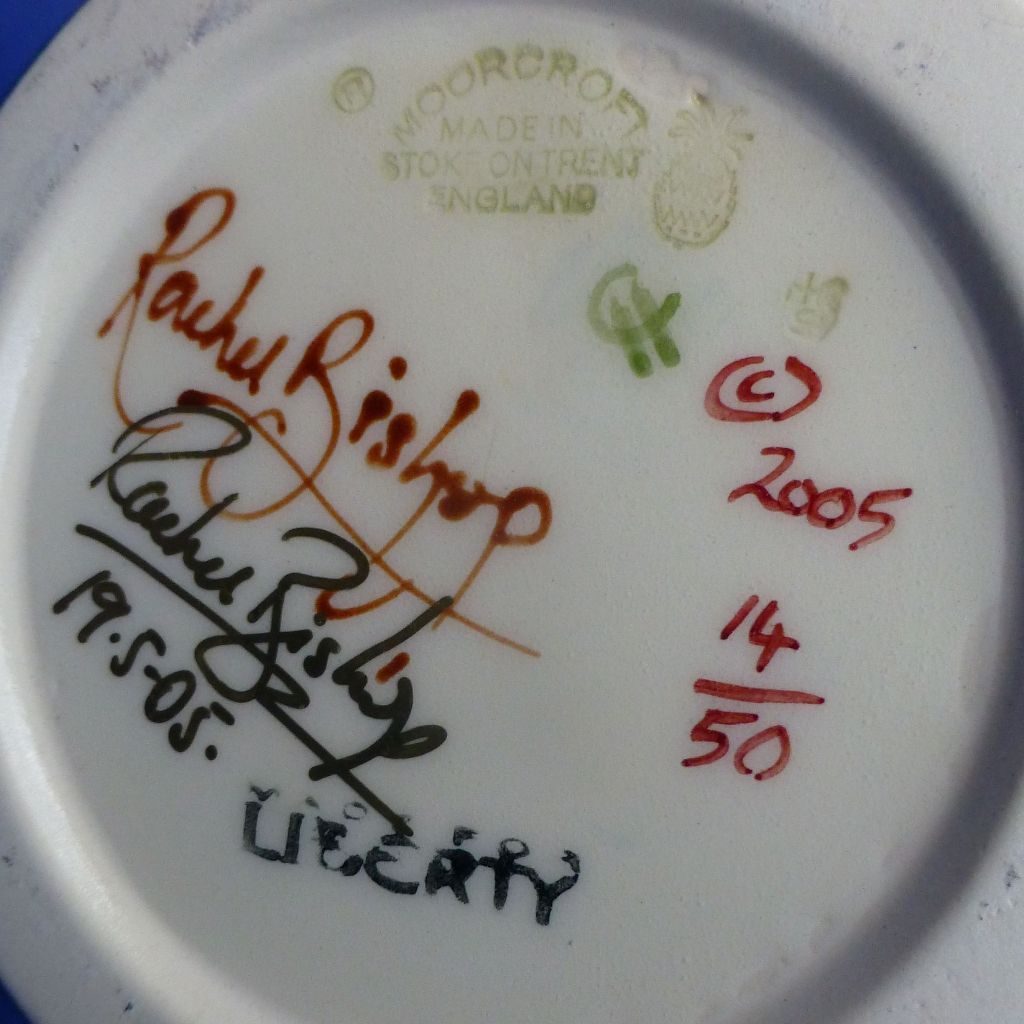 ©
MOORCROFT
MADE IN
STOKE ON TRENT
ENGLAND
Rachel Bishop
Rachel Bishop
19.5.05.
(c)
2005
14
50
LIBERTY